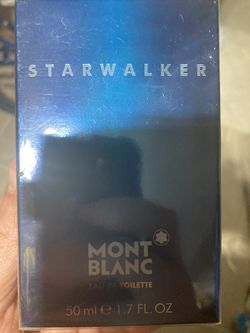 STARWALKER
MONT
BLANC
EAU DE TOILETTE
50 ml e 1.7 FL. OZ